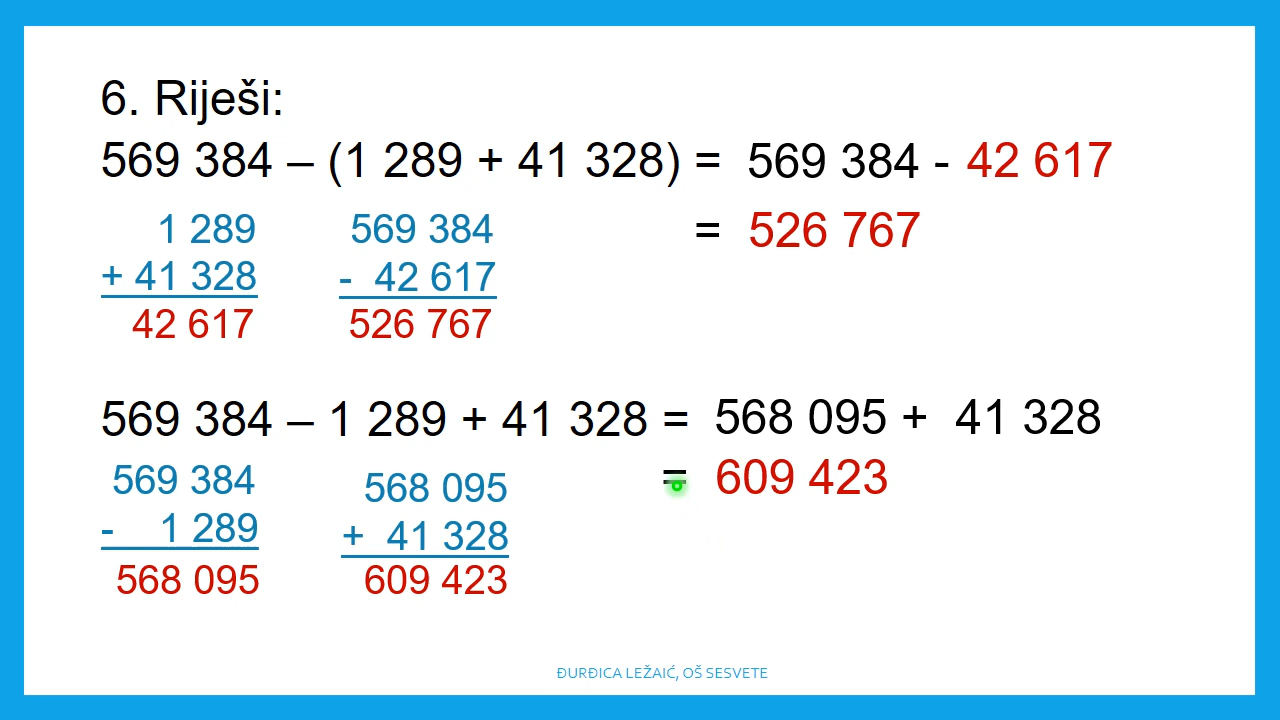 6. Riješi:
569 384 – (1 289 + 41 328) = 569 384 - 42 617
= 526 767
1 289
+ 41 328
42 617
569 384
- 42 617
526 767
569 384 – 1 289 + 41 328 = 568 095 + 41 328
= 609 423
569 384
- 1 289
568 095
568 095
+ 41 328
609 423
ĐURĐICA LEŽAIĆ, OŠ SESVETE